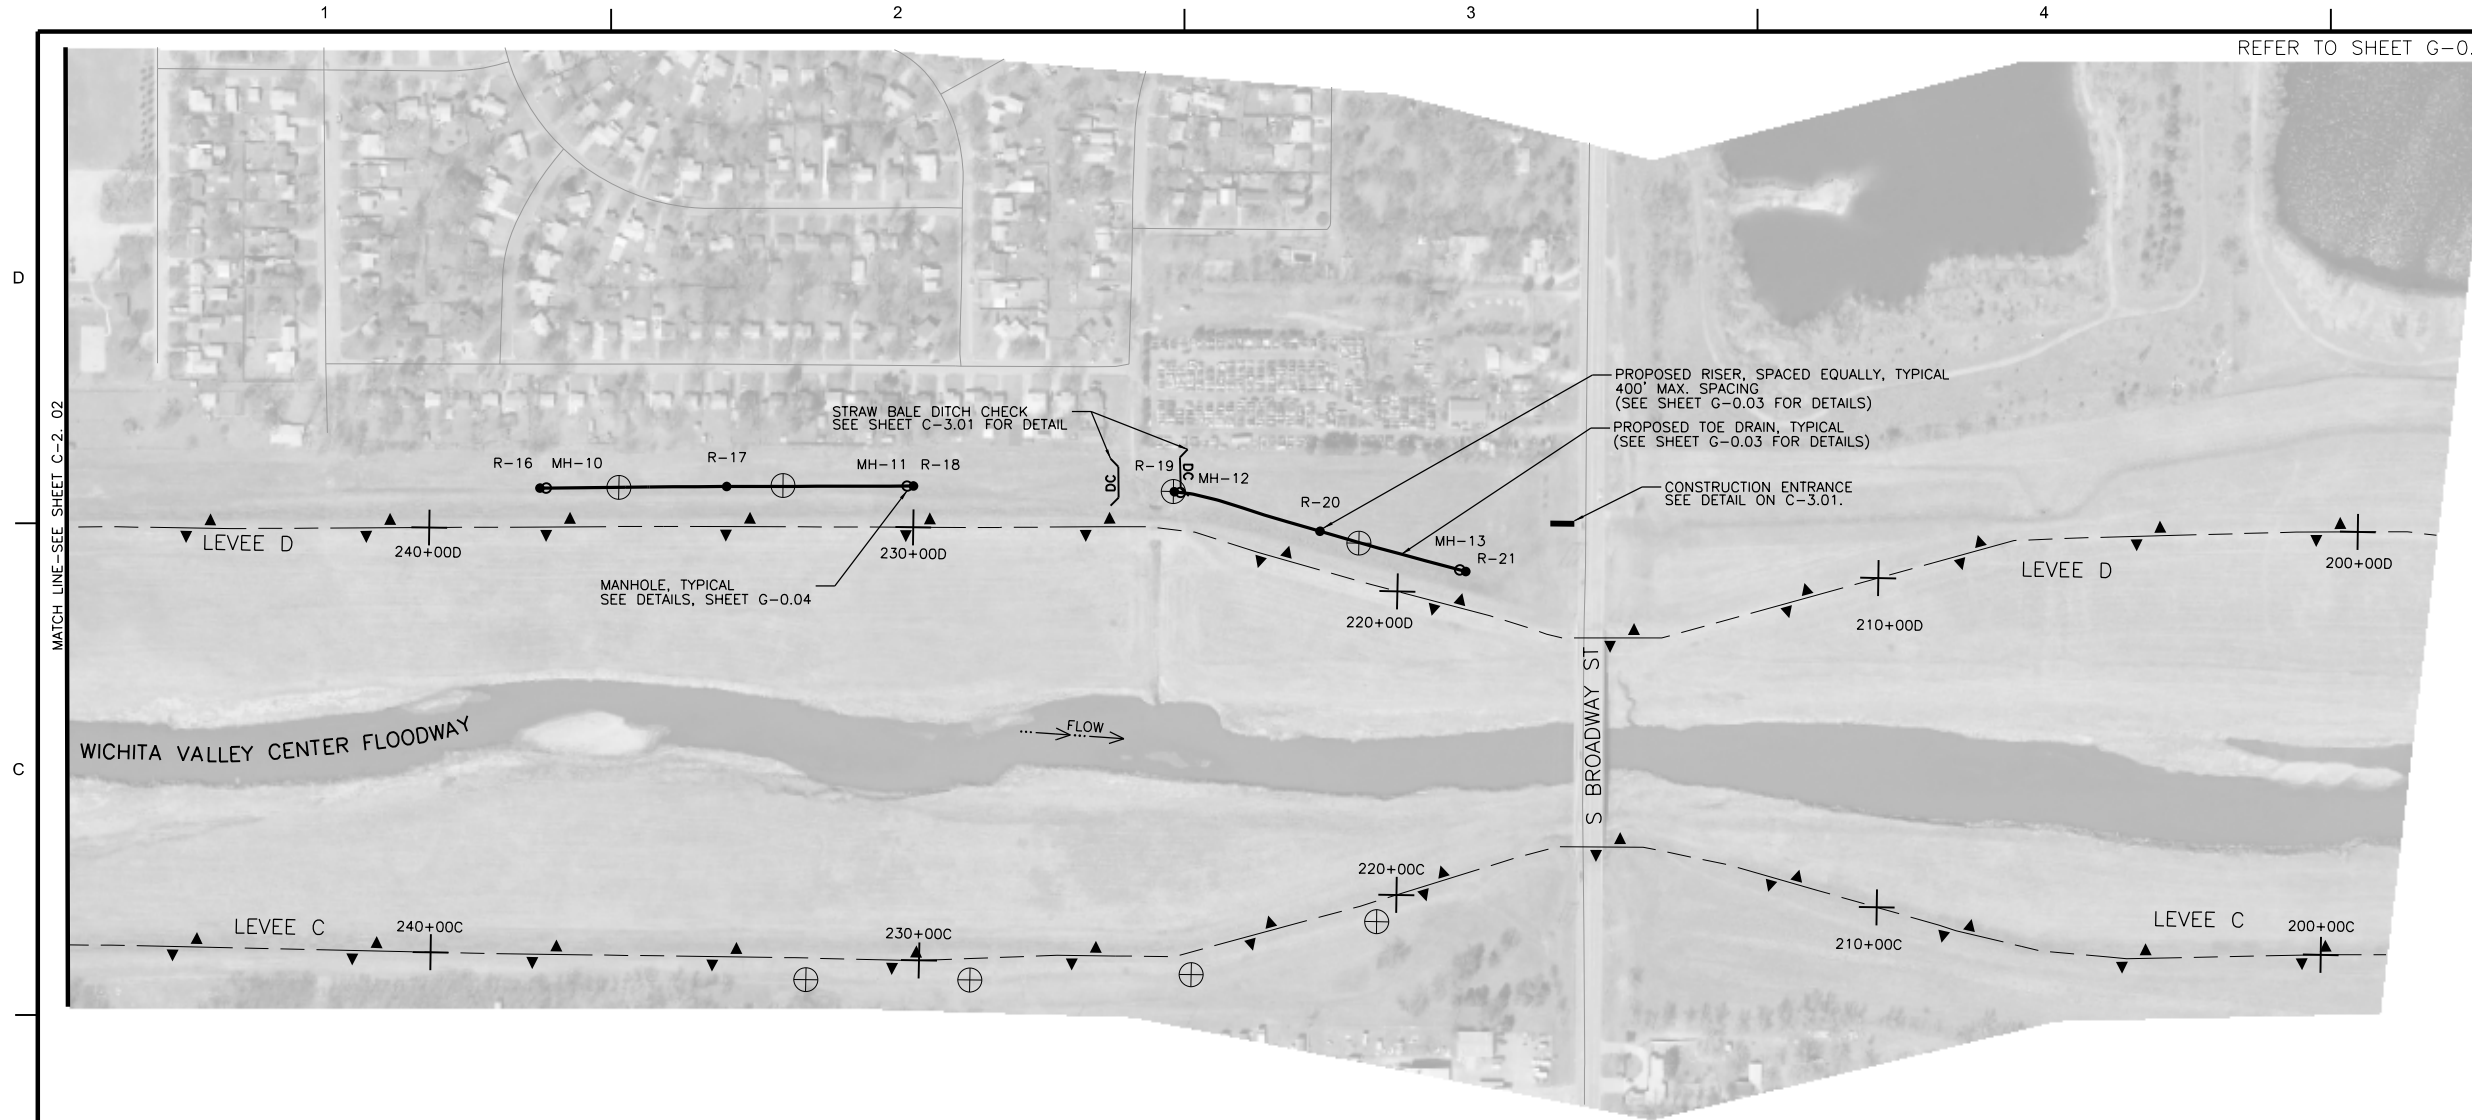 1
2
3
4
REFER TO SHEET G-0.
D
C
MATCH LINE-SEE SHEET C-2. 02
PROPOSED RISER, SPACED EQUALLY, TYPICAL
400' MAX. SPACING
(SEE SHEET G-0.03 FOR DETAILS)
PROPOSED TOE DRAIN, TYPICAL
(SEE SHEET G-0.03 FOR DETAILS)
STRAW BALE DITCH CHECK
SEE SHEET C-3.01 FOR DETAIL
R-16
MH-10
R-17
MH-11
R-18
DC
R-19
DC
MH-12
R-20
MH-13
R-21
CONSTRUCTION ENTRANCE
SEE DETAIL ON C-3.01.
LEVEE D
240+00D
230+00D
220+00D
210+00D
LEVEE D
200+00D
MANHOLE, TYPICAL
SEE DETAILS, SHEET G-0.04
WICHITA VALLEY CENTER FLOODWAY
FLOW
S BROADWAY ST
LEVEE C
240+00C
230+00C
220+00C
210+00C
LEVEE C
200+00C